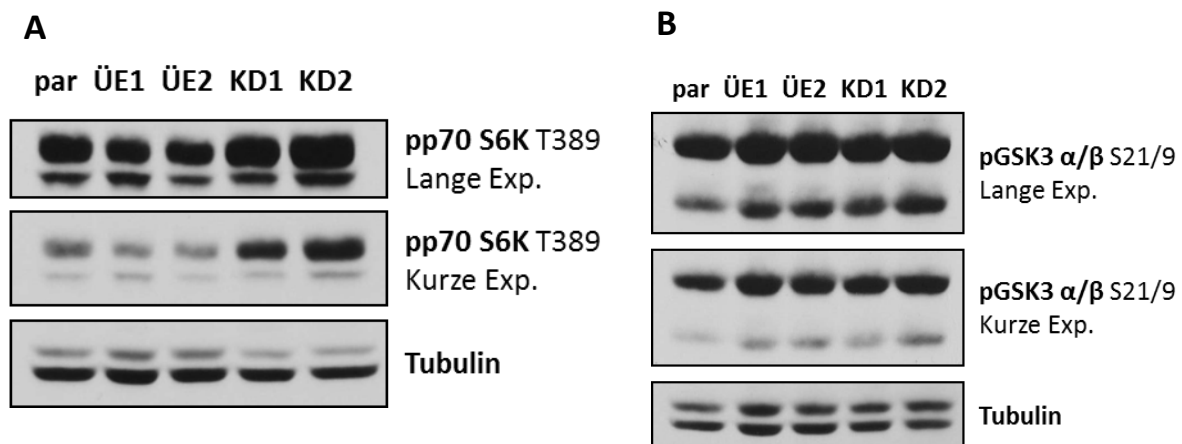 A
par ÜE1 ÜE2 KD1 KD2
pp70 S6K T389
Lange Exp.
pp70 S6K T389
Kurze Exp.
Tubulin
B
par ÜE1 ÜE2 KD1 KD2
pGSK3 α/β S21/9
Lange Exp.
pGSK3 α/β S21/9
Kurze Exp.
Tubulin